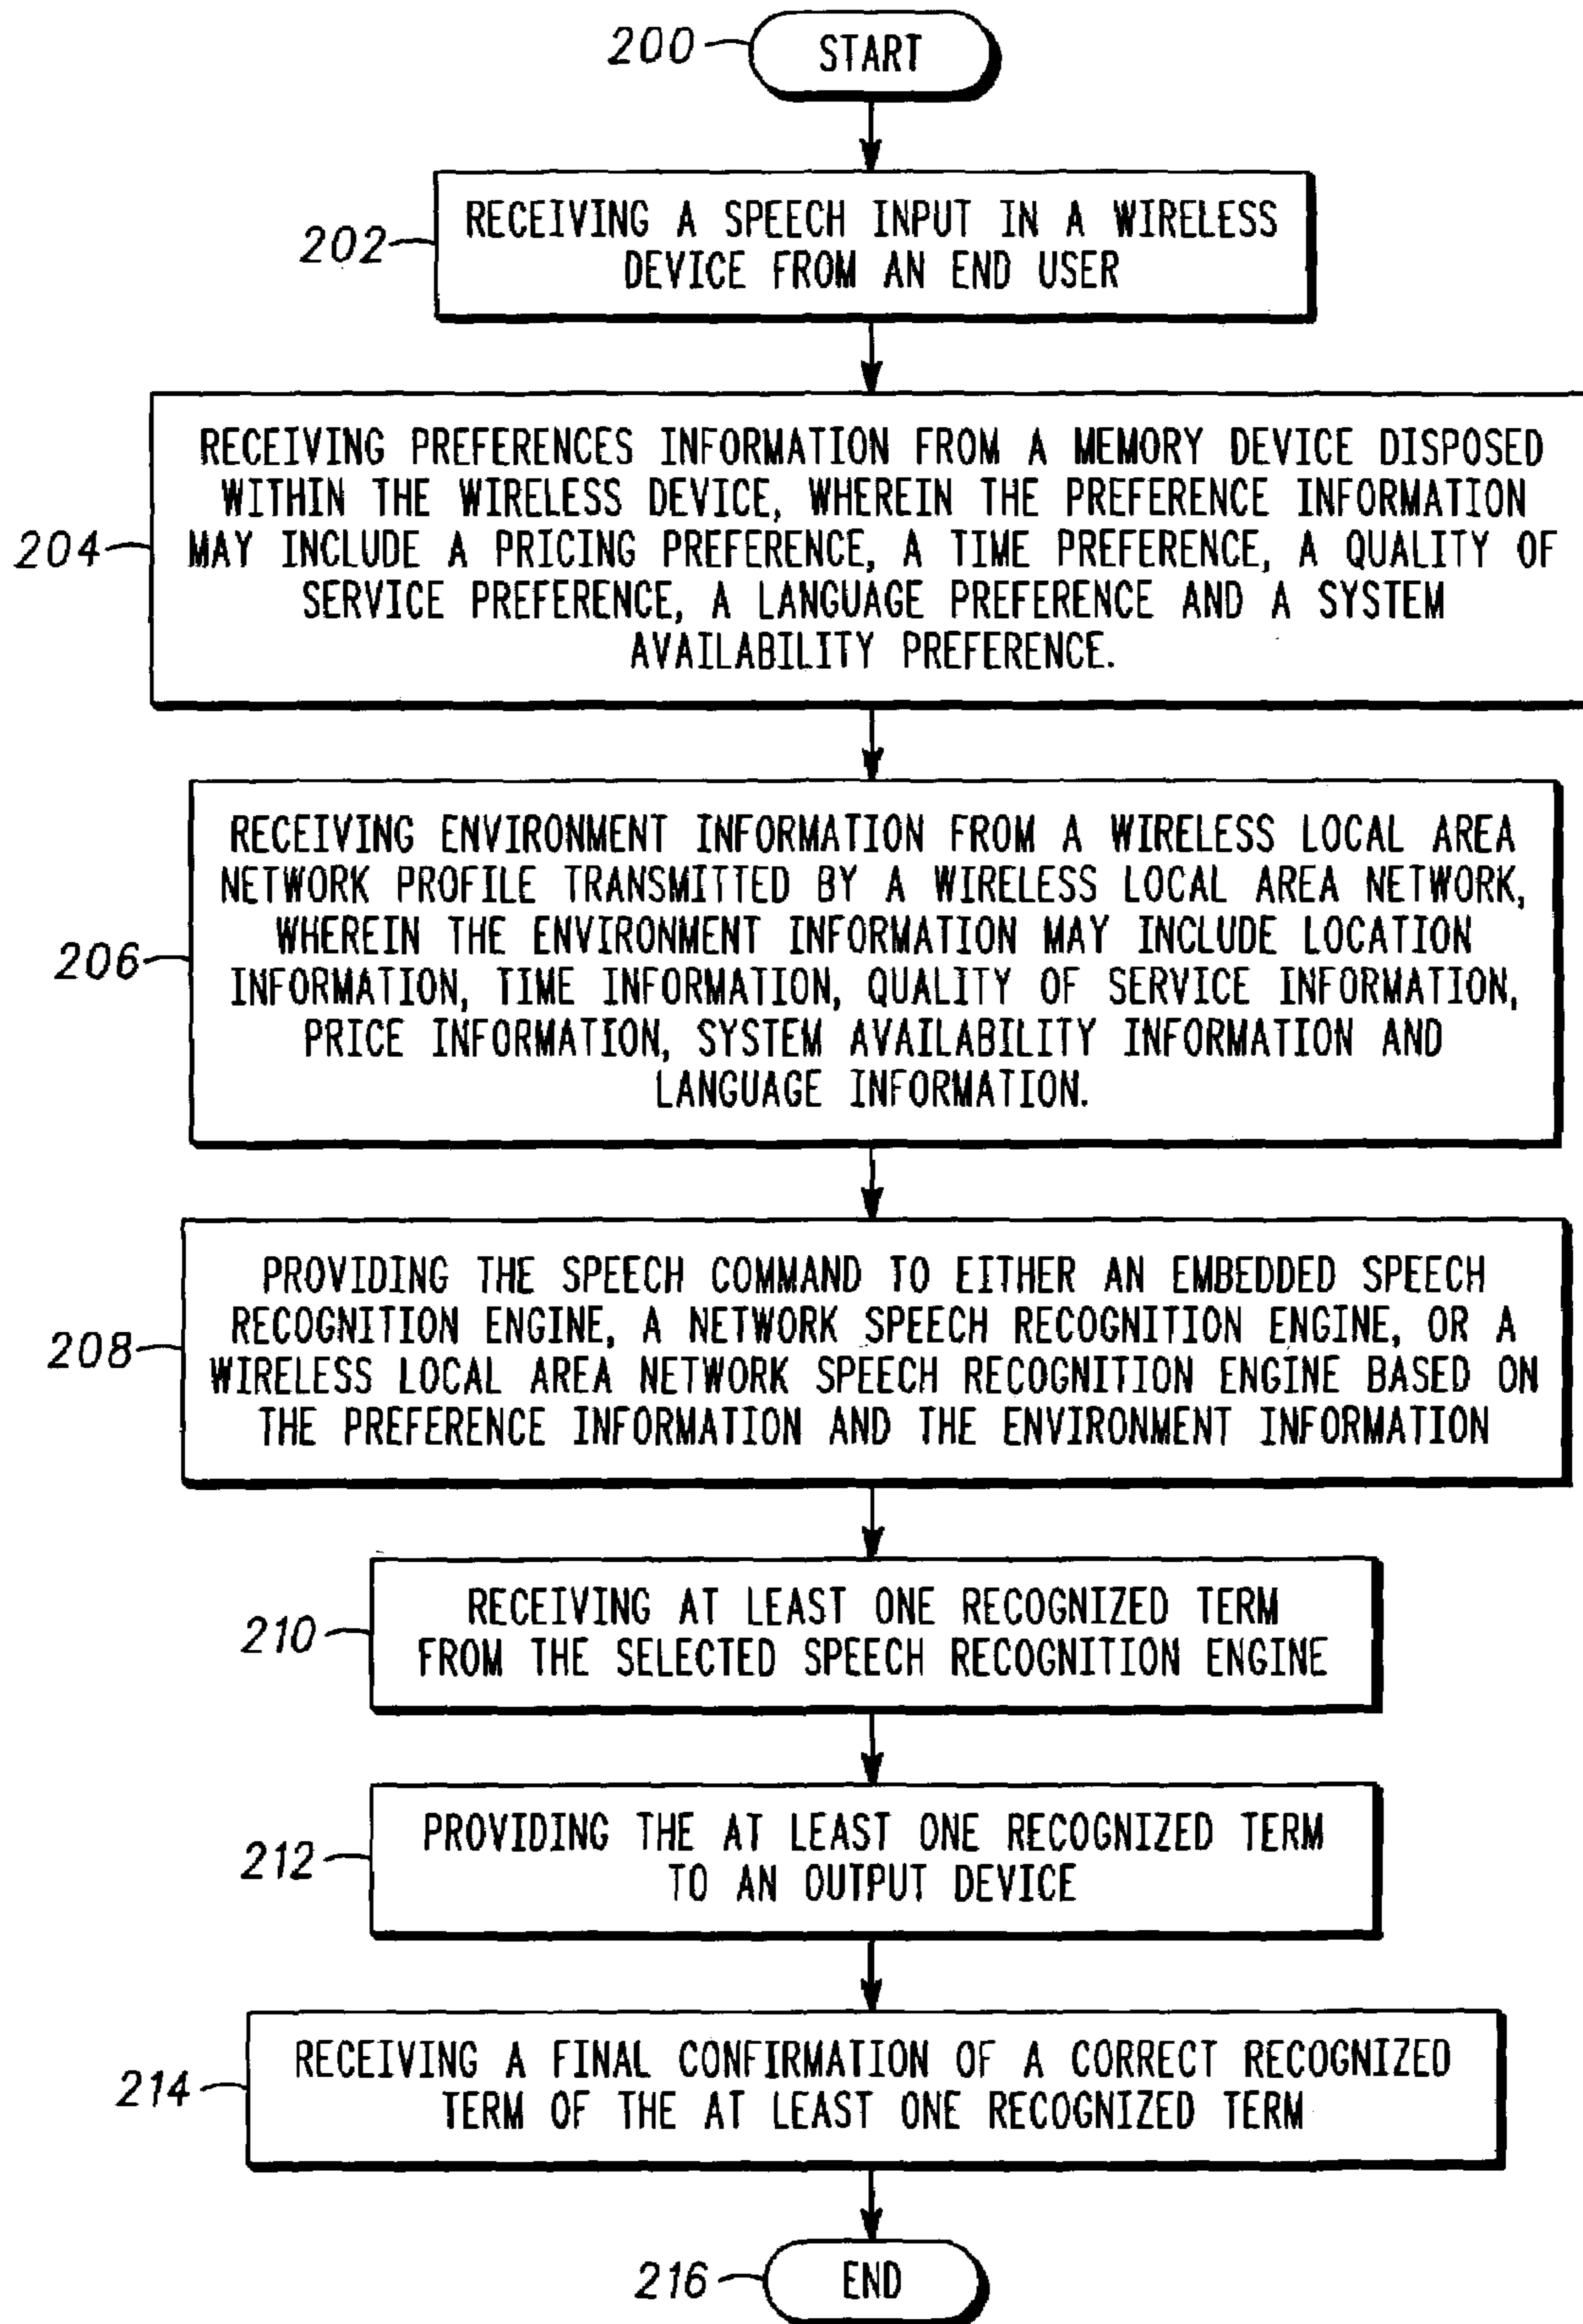 200
START
202
RECEIVING A SPEECH INPUT IN A WIRELESS
DEVICE FROM AN END USER
204
RECEIVING PREFERENCES INFORMATION FROM A MEMORY DEVICE DISPOSED
WITHIN THE WIRELESS DEVICE, WHEREIN THE PREFERENCE INFORMATION
MAY INCLUDE A PRICING PREFERENCE, A TIME PREFERENCE, A QUALITY OF
SERVICE PREFERENCE, A LANGUAGE PREFERENCE AND A SYSTEM
AVAILABILITY PREFERENCE.
206
RECEIVING ENVIRONMENT INFORMATION FROM A WIRELESS LOCAL AREA
NETWORK PROFILE TRANSMITTED BY A WIRELESS LOCAL AREA NETWORK,
WHEREIN THE ENVIRONMENT INFORMATION MAY INCLUDE LOCATION
INFORMATION, TIME INFORMATION, QUALITY OF SERVICE INFORMATION,
PRICE INFORMATION, SYSTEM AVAILABILITY INFORMATION AND
LANGUAGE INFORMATION.
208
PROVIDING THE SPEECH COMMAND TO EITHER AN EMBEDDED SPEECH
RECOGNITION ENGINE, A NETWORK SPEECH RECOGNITION ENGINE, OR A
WIRELESS LOCAL AREA NETWORK SPEECH RECOGNITION ENGINE BASED ON
THE PREFERENCE INFORMATION AND THE ENVIRONMENT INFORMATION
210
RECEIVING AT LEAST ONE RECOGNIZED TERM
FROM THE SELECTED SPEECH RECOGNITION ENGINE
212
PROVIDING THE AT LEAST ONE RECOGNIZED TERM
TO AN OUTPUT DEVICE
214
RECEIVING A FINAL CONFIRMATION OF A CORRECT RECOGNIZED
TERM OF THE AT LEAST ONE RECOGNIZED TERM
216
END